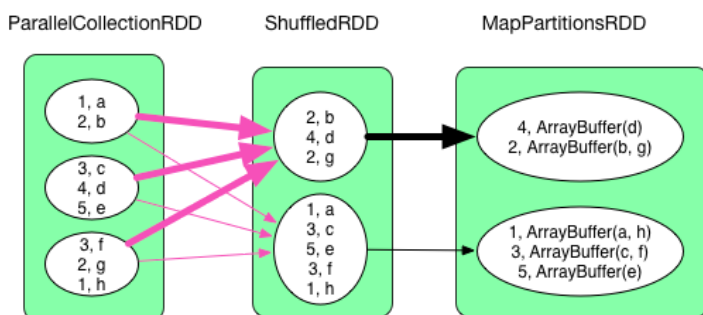 ParallelCollectionRDD
ShuffledRDD
MapPartitionsRDD
1, a
2, b
3, c
4, d
5, e
3, f
2, g
1, h
2, b
4, d
2, g
1, a
3, c
5, e
3, f
1, h
4, ArrayBuffer(d)
2, ArrayBuffer(b, g)
1, ArrayBuffer(a, h)
3, ArrayBuffer(c, f)
5, ArrayBuffer(e)